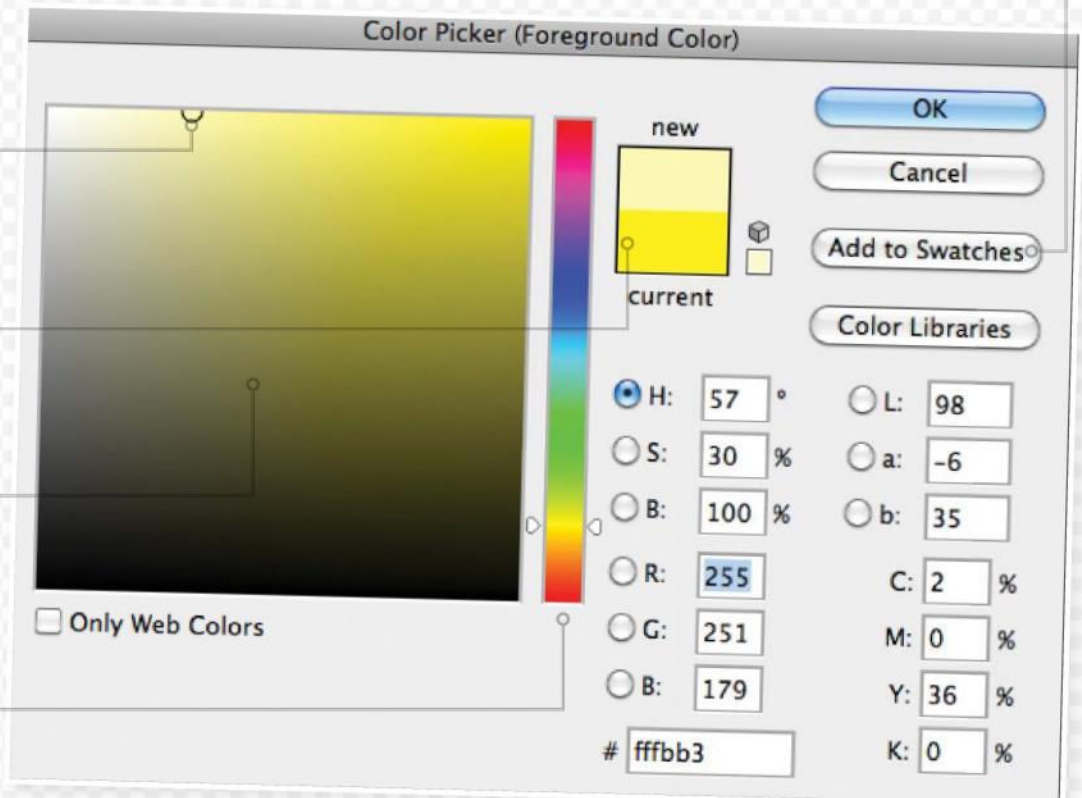 Color Picker (Foreground Color)
new
current
OK
Cancel
Add to Swatches
Color Libraries
H: 57 °
S: 30 %
B: 100 %
R: 255
G: 251
B: 179
# fffbb3
L: 98
a: -6
b: 35
C: 2 %
M: 0 %
Y: 36 %
K: 0 %
Only Web Colors